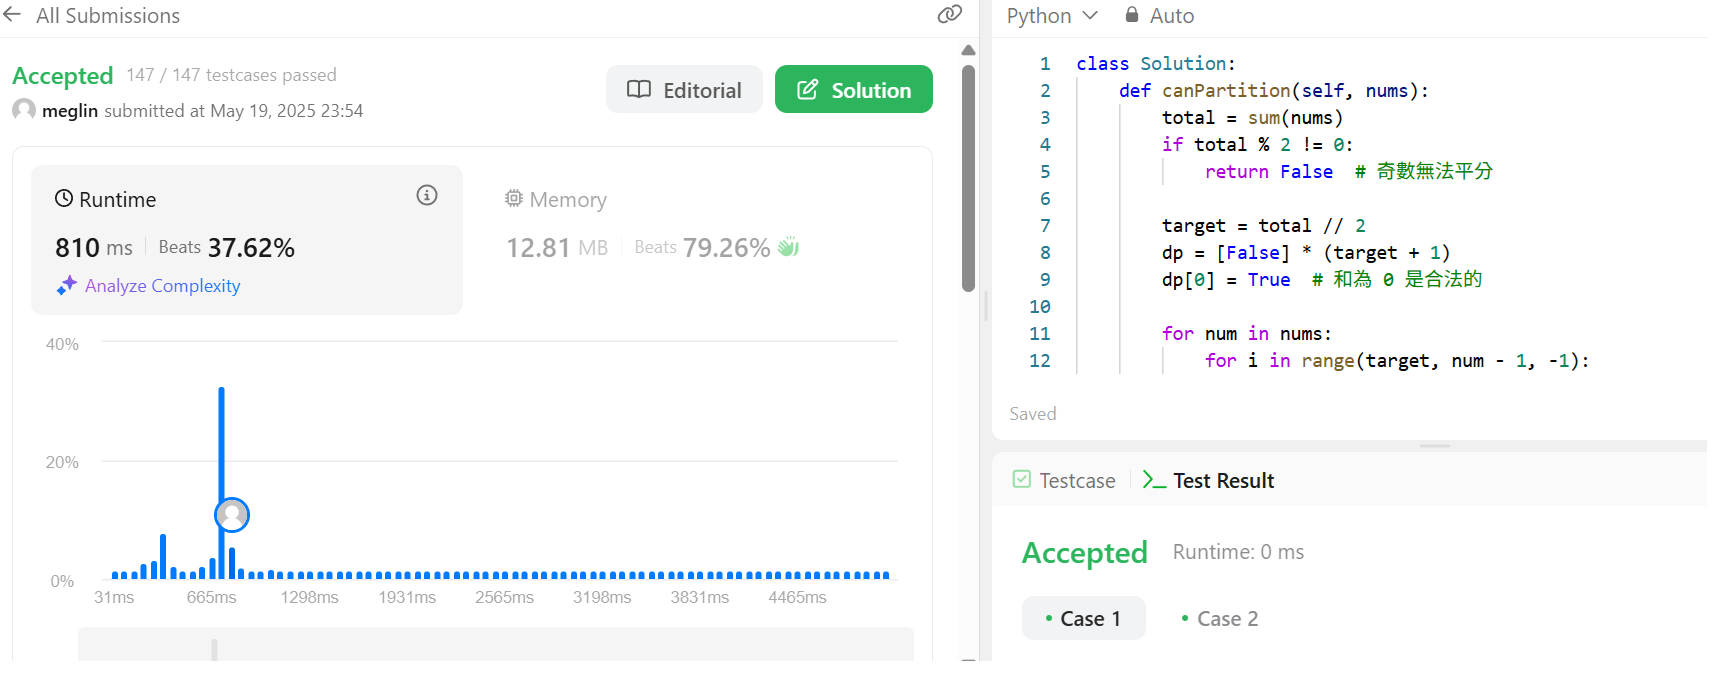 All Submissions
Accepted 147 / 147 testcases passed
meglin submitted at May 19, 2025 23:54
Editorial
Solution
Runtime
810 ms Beats 37.62%
Analyze Complexity
Memory
12.81 MB Beats 79.26%
40%
20%
0%
31ms 665ms 1298ms 1931ms 2565ms 3198ms 3831ms 4465ms
Python Auto
1 class Solution:
2 def canPartition(self, nums):
3 total = sum(nums)
4 if total % 2 != 0:
5 return False # 奇數無法平分
6
7 target = total // 2
8 dp = [False] * (target + 1)
9 dp[0] = True # 和為 0 是合法的
10
11 for num in nums:
12 for i in range(target, num - 1, -1):
Saved
Testcase
Test Result
Accepted Runtime: 0 ms
Case 1 Case 2